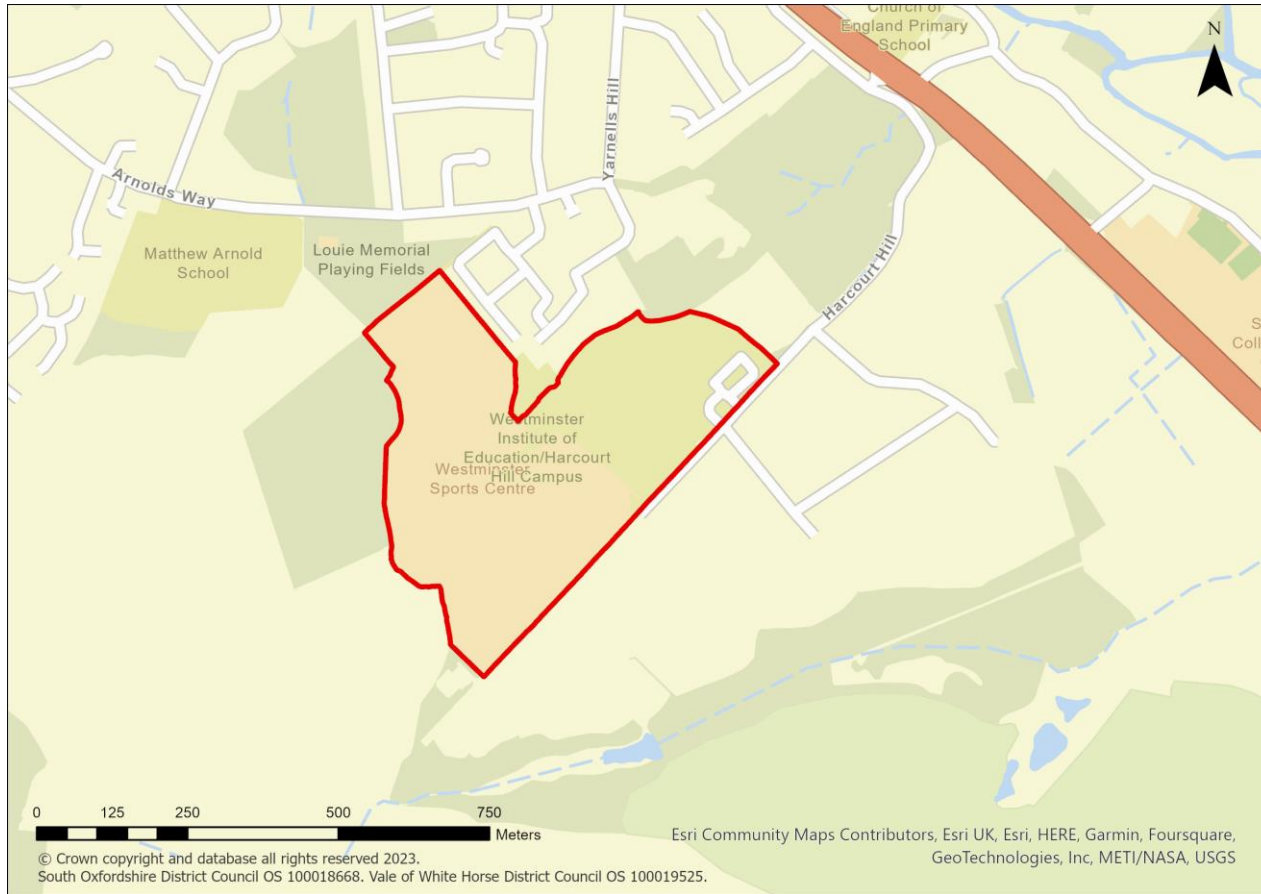 Church of
England Primary
School
N
Yarnells Hill
Arnolds Way
Matthew Arnold
School
Louie Memorial
Playing Fields
Harcourt Hill
S
Coll
Westminster
Institute of
Education/Harcourt
Hill Campus
Westminster
Sports Centre
0 125 250 500 750
Meters
Esri Community Maps Contributors, Esri UK, Esri, HERE, Garmin, Foursquare,
GeoTechnologies, Inc, METI/NASA, USGS
© Crown copyright and database all rights reserved 2023.
South Oxfordshire District Council OS 100018668. Vale of White Horse District Council OS 100019525.